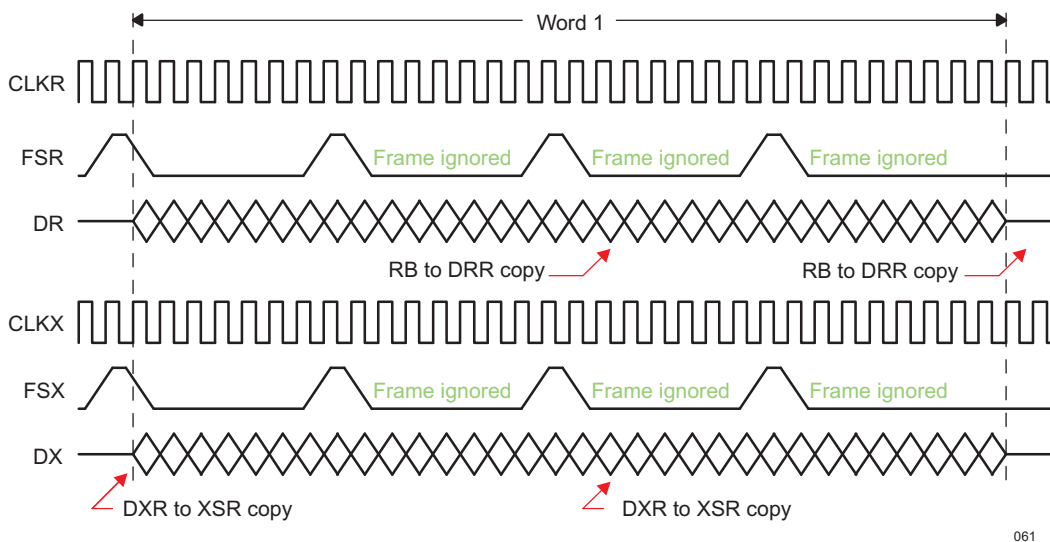 Word 1
CLKR
FSR
Frame ignored
Frame ignored
Frame ignored
DR
RB to DRR copy
RB to DRR copy
CLKX
FSX
Frame ignored
Frame ignored
Frame ignored
DX
DXR to XSR copy
DXR to XSR copy
061